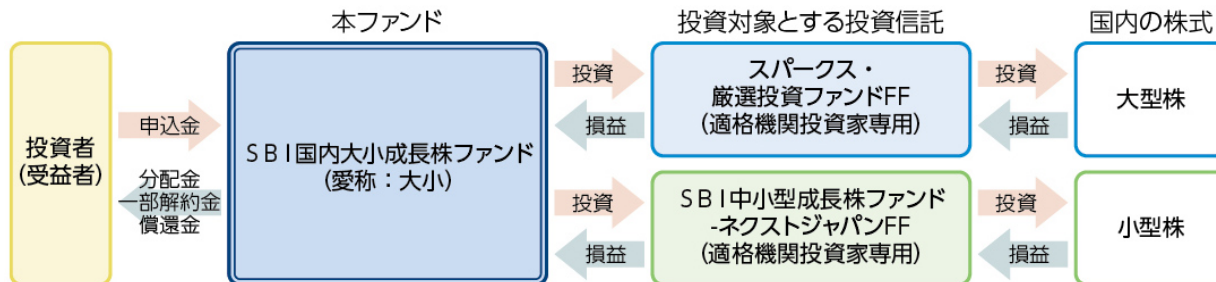 本ファンド
投資対象とする投資信託
国内の株式
投資者
(受益者)
申込金
分配金
一部解約金
償還金
SBI国内大小成長株ファンド
(愛称：大小)
投資
損益
スパークス・
厳選投資ファンドFF
(適格機関投資家専用)
投資
損益
大型株
投資
損益
SBI中小型成長株ファンド
-ネクストジャパンFF
(適格機関投資家専用)
投資
損益
小型株